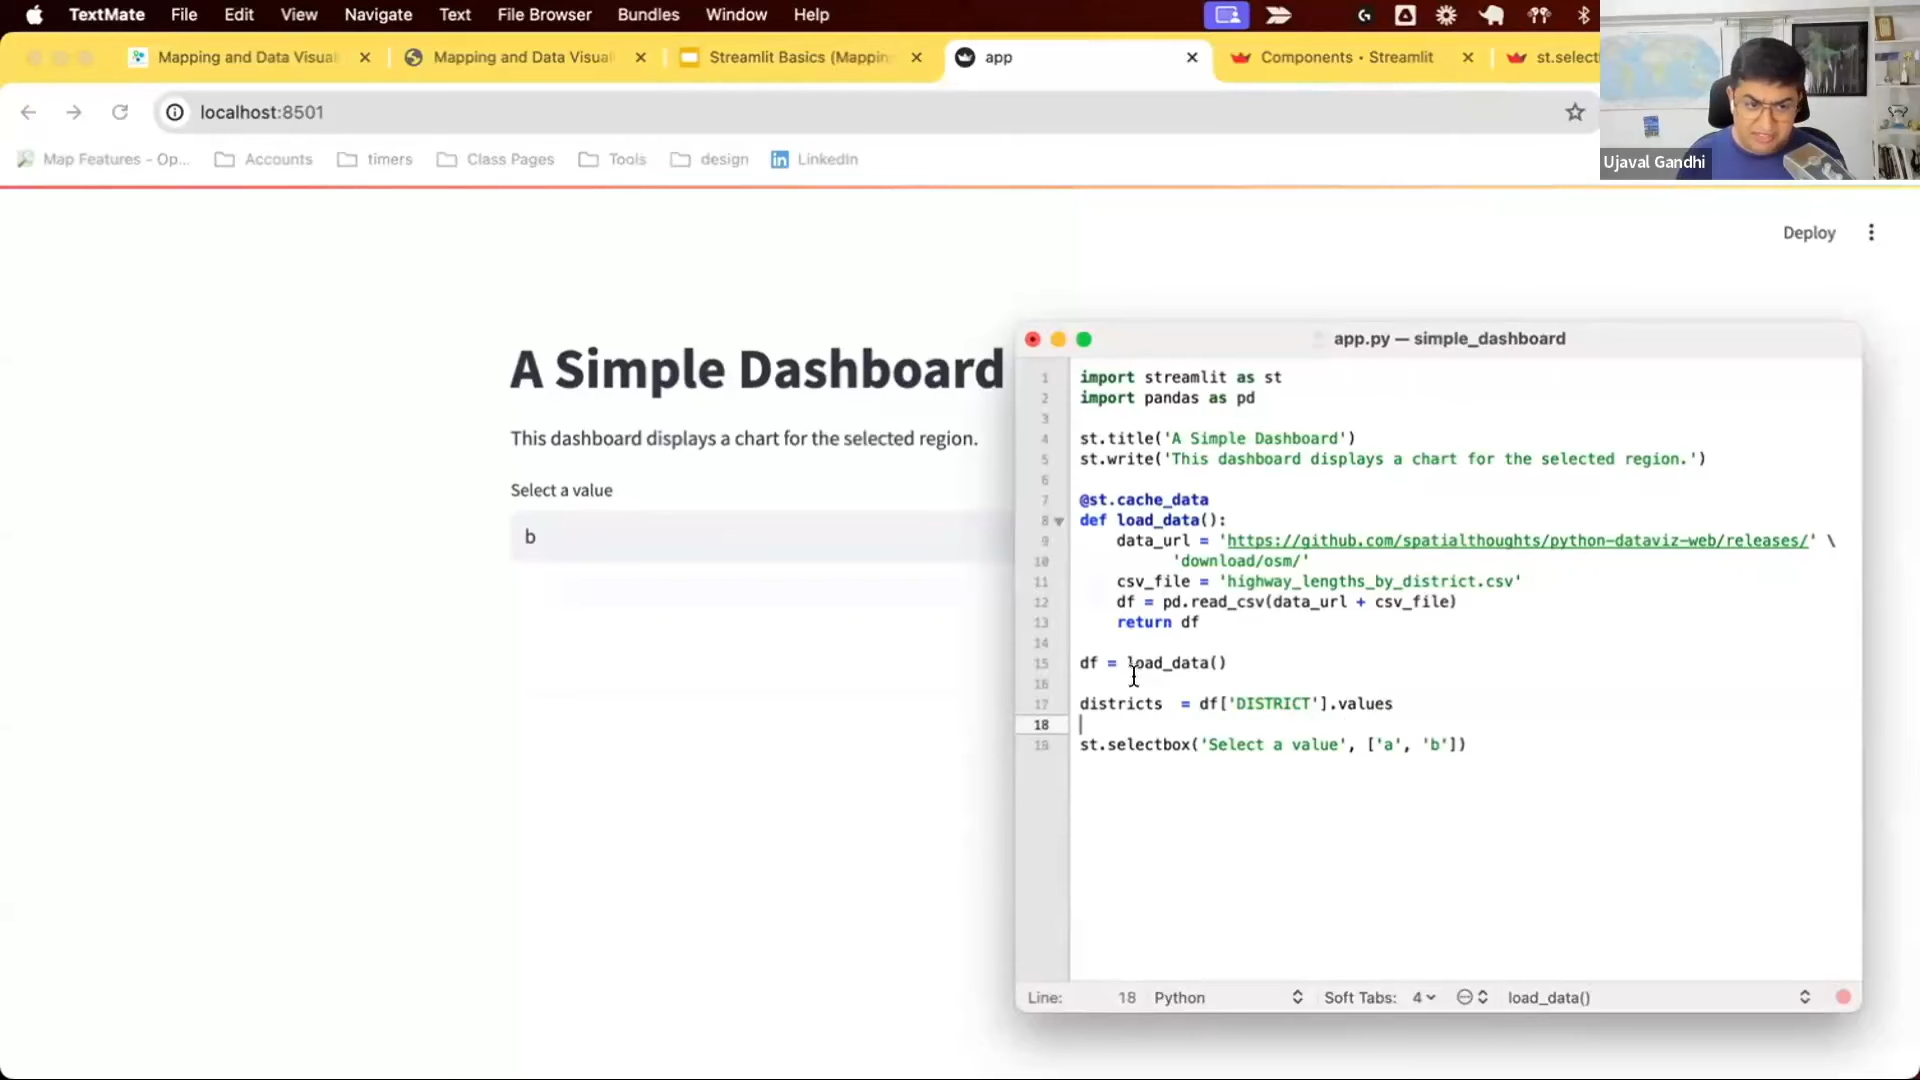 TextMate File Edit View Navigate Text File Browser Bundles Window Help
Mapping and Data Visual
Mapping and Data Visual
Streamlit Basics (Mappin
app
Components • Streamlit
st.select
localhost:8501
Map Features - Op... Accounts timers Class Pages Tools design LinkedIn
Ujaval Gandhi
Deploy
A Simple Dashboard
This dashboard displays a chart for the selected region.
Select a value
b
app.py — simple_dashboard
1 import streamlit as st
2 import pandas as pd
3
4 st.title('A Simple Dashboard')
5 st.write('This dashboard displays a chart for the selected region.')
6
7 @st.cache_data
8 def load_data():
9 data_url = 'https://github.com/spatialthoughts/python-dataviz-web/releases/' \
10 'download/osm/'
11 csv_file = 'highway_lengths_by_district.csv'
12 df = pd.read_csv(data_url + csv_file)
13 return df
14
15 df = load_data()
16
17 districts = df['DISTRICT'].values
18
st.selectbox('Select a value', ['a', 'b'])
Line: 18 Python Soft Tabs: 4 load_data()